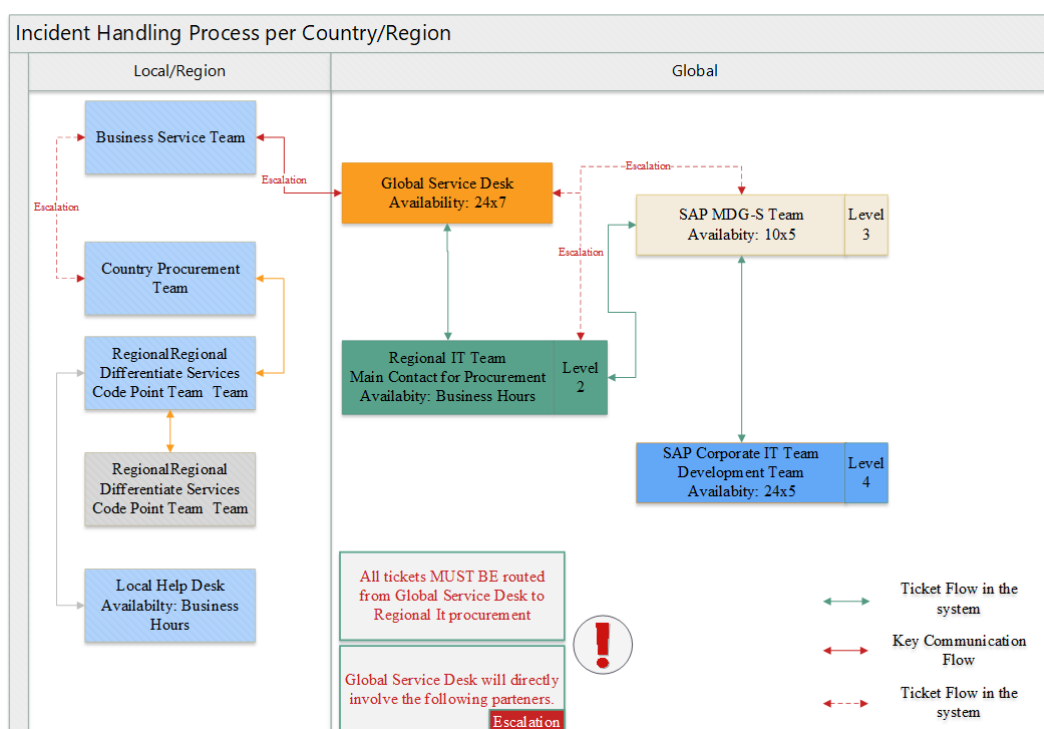 Incident Handling Process per Country/Region
Local/Region
Global
Business Service Team
Escalation
Escalation
Country Procurement
Team
RegionalRegional
Differentiate Services
Code Point Team Team
RegionalRegional
Differentiate Services
Code Point Team Team
Local Help Desk
Availabilty: Business
Hours
Global Service Desk
Availability: 24x7
Escalation
Escalation
SAP MDG-S Team
Availabity: 10x5
Level
3
Regional IT Team
Main Contact for Procurement
Availabity: Business Hours
Level
2
SAP Corporate IT Team
Development Team
Availabity: 24x5
Level
4
All tickets MUST BE routed
from Global Service Desk to
Regional It procurement
Global Service Desk will directly
involve the following parteners.
Escalation
Ticket Flow in the
system
Key Communication
Flow
Ticket Flow in the
system